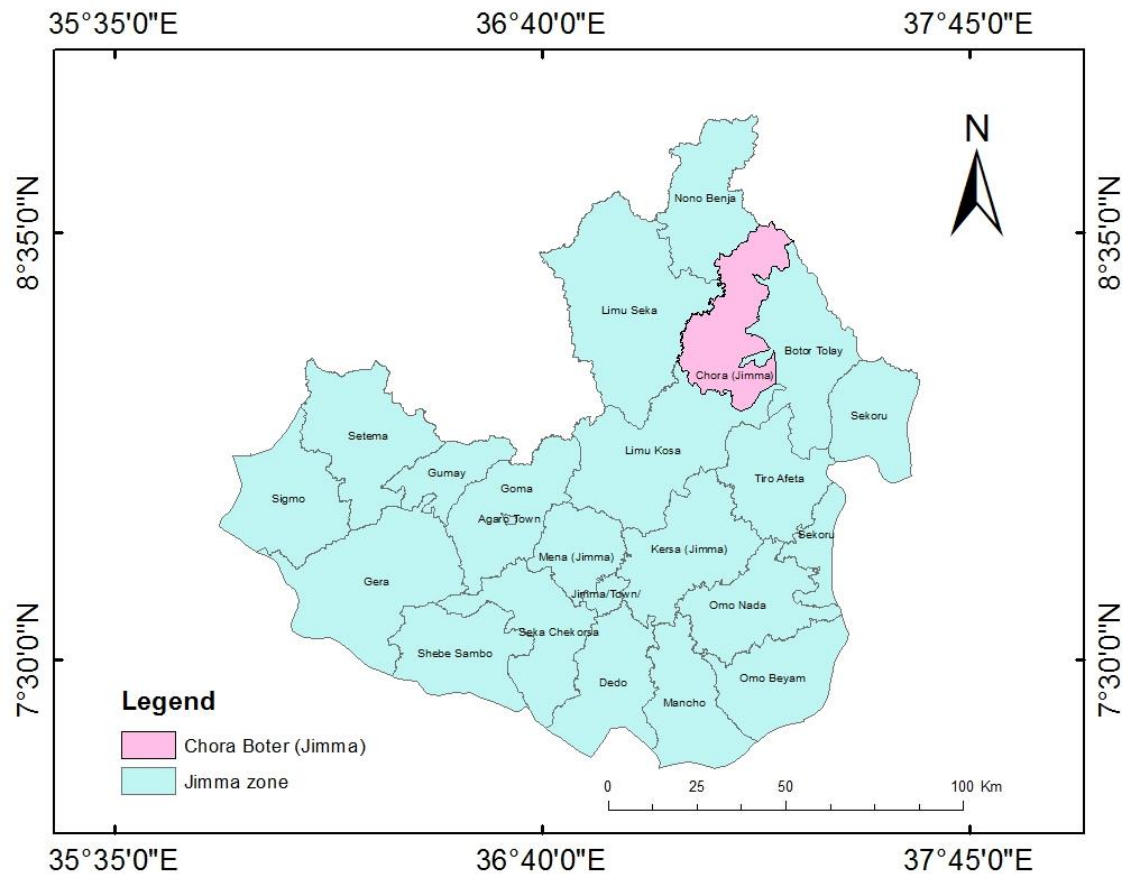 35°35'0"E 36°40'0"E 37°45'0"E
N
8°35'0"N 8°35'0"N
Nono Benja
Limu Seka
Botor Tolay
Chora (Jimma)
Sekoru
Setema
Limu Kosa
Gumay
Tiro Afeta
Goma
Sigmo
Agaro Town
Sekoru
Kersa (Jimma)
Mena (Jimma)
Gera
Jimma/Town/
Omo Nada
Seka Chekorsa
Shebe Sambo
7°30'0"N 7°30'0"N
Omo Beyam
Dedo
Mancho
Legend
Chora Boter (Jimma)
Jimma zone
0 25 50 100 Km
35°35'0"E 36°40'0"E 37°45'0"E